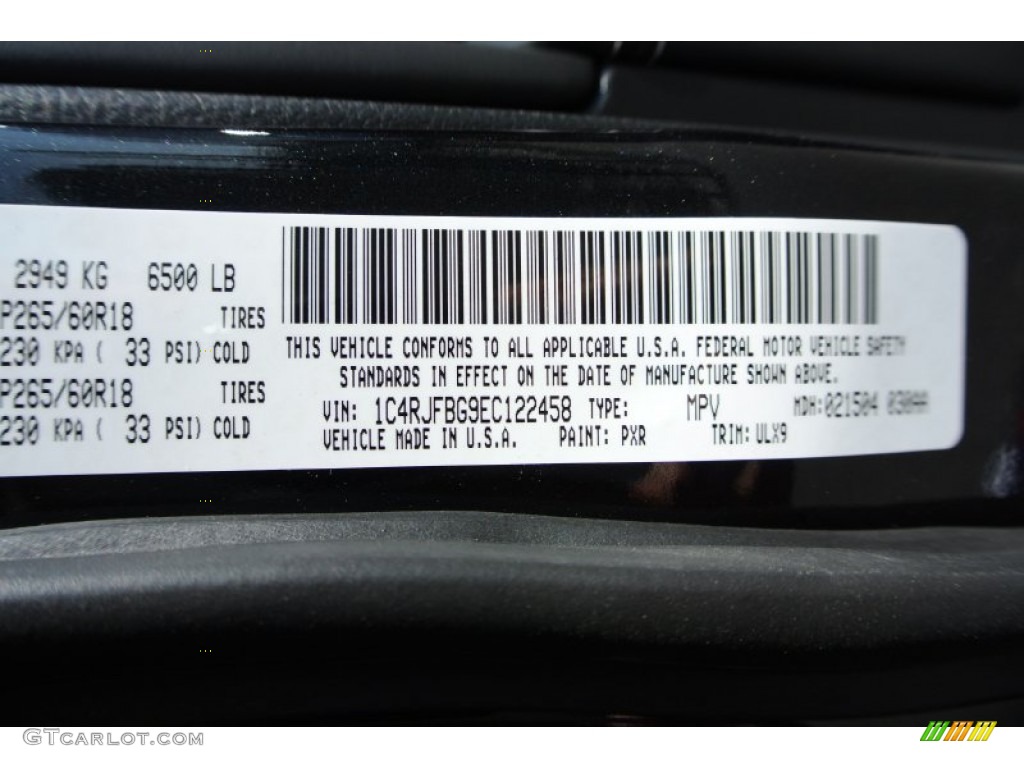 2949 KG 6500 LB
P265/60R18 TIRES
230 KPA ( 33 PSI) COLD
P265/60R18 TIRES
230 KPA ( 33 PSI) COLD
THIS VEHICLE CONFORMS TO ALL APPLICABLE U.S.A. FEDERAL MOTOR VEHICLE SAFETY
STANDARDS IN EFFECT ON THE DATE OF MANUFACTURE SHOWN ABOVE.
VIN: 1C4RJFBG9EC122458 TYPE: MPV MDH:021504 030AA
VEHICLE MADE IN U.S.A. PAINT: PXR TRIM: ULX9
GTCARLOT.COM